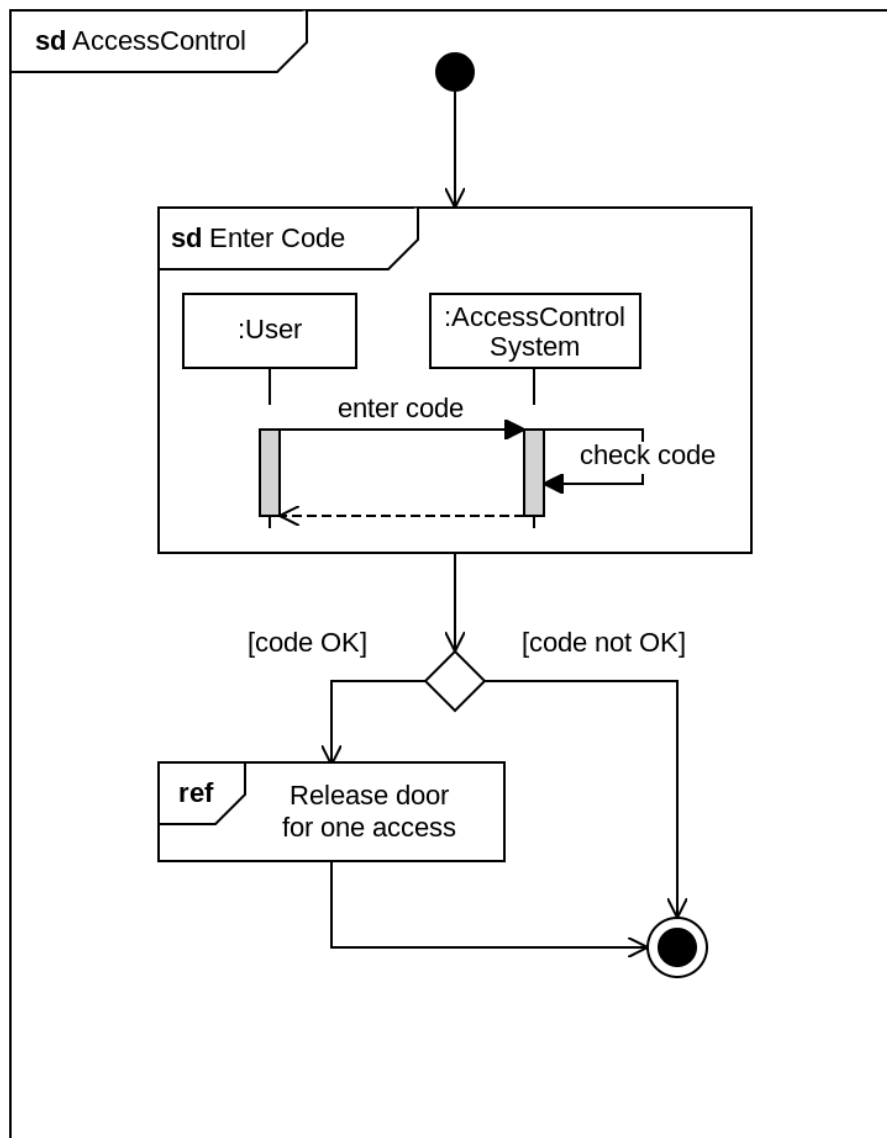 sd AccessControl
sd Enter Code
:User
:AccessControl
System
enter code
check code
[code OK]
[code not OK]
ref
Release door
for one access